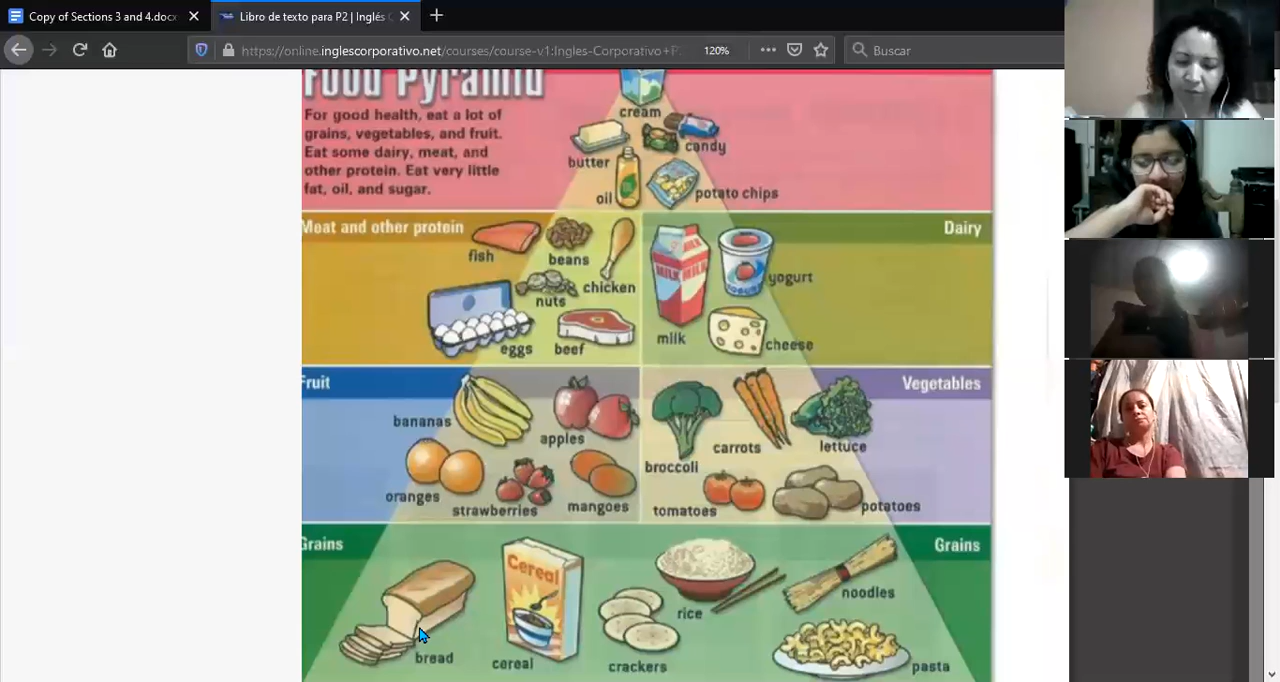 Copy of Sections 3 and 4.docx
Libro de texto para P2 | Inglés C
https://online.inglescorporativo.net/courses/course-v1:Ingles-Corporativo+P
120%
Buscar
Food Pyramid
For good health, eat a lot of
grains, vegetables, and fruit.
Eat some dairy, meat, and
other protein. Eat very little
fat, oil, and sugar.
cream
butter
candy
oil
potato chips
Meat and other protein
Dairy
fish
beans
chicken
nuts
eggs
beef
MILK MILK
milk
yogurt
cheese
Fruit
Vegetables
bananas
apples
oranges
strawberries
mangoes
broccoli
carrots
lettuce
tomatoes
potatoes
Grains
Grains
bread
Cereal
cereal
crackers
rice
noodles
pasta